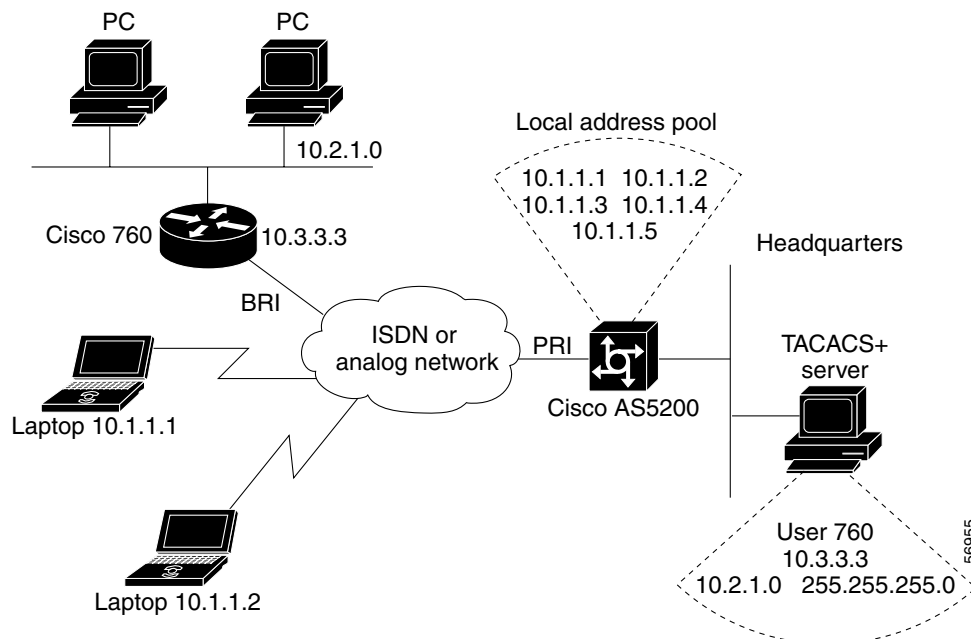 PC
PC
10.2.1.0
Cisco 760
10.3.3.3
BRI
ISDN or
analog network
Laptop 10.1.1.1
Laptop 10.1.1.2
PRI
Local address pool
10.1.1.1 10.1.1.2
10.1.1.3 10.1.1.4
10.1.1.5
Cisco AS5200
Headquarters
TACACS+
server
User 760
10.3.3.3
10.2.1.0 255.255.255.0
56955